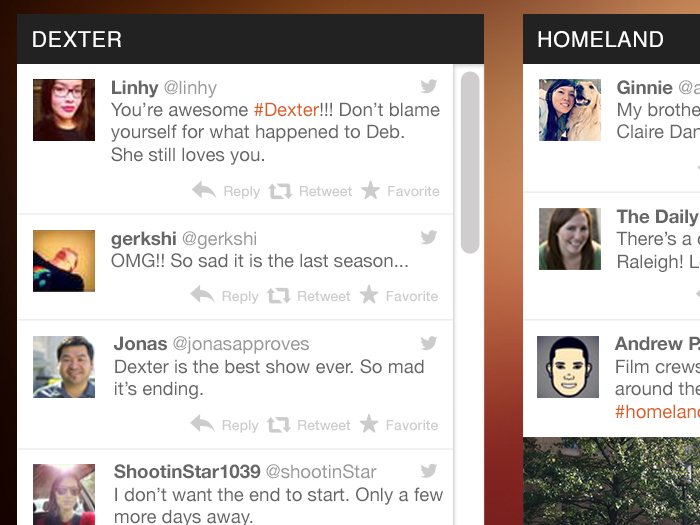 DEXTER
Linhy @linhy
You're awesome #Dexter!!! Don't blame
yourself for what happened to Deb.
She still loves you.
Reply Retweet Favorite
gerkshi @gerkshi
OMG!! So sad it is the last season...
Reply Retweet Favorite
Jonas @jonasapproves
Dexter is the best show ever. So mad
it's ending.
Reply Retweet Favorite
ShootinStar1039 @shootinStar
I don't want the end to start. Only a few
more days away.
HOMELAND
Ginnie
My
Claire
The Daily
There's a
Raleigh!
Andrew P.
Film crews
around the